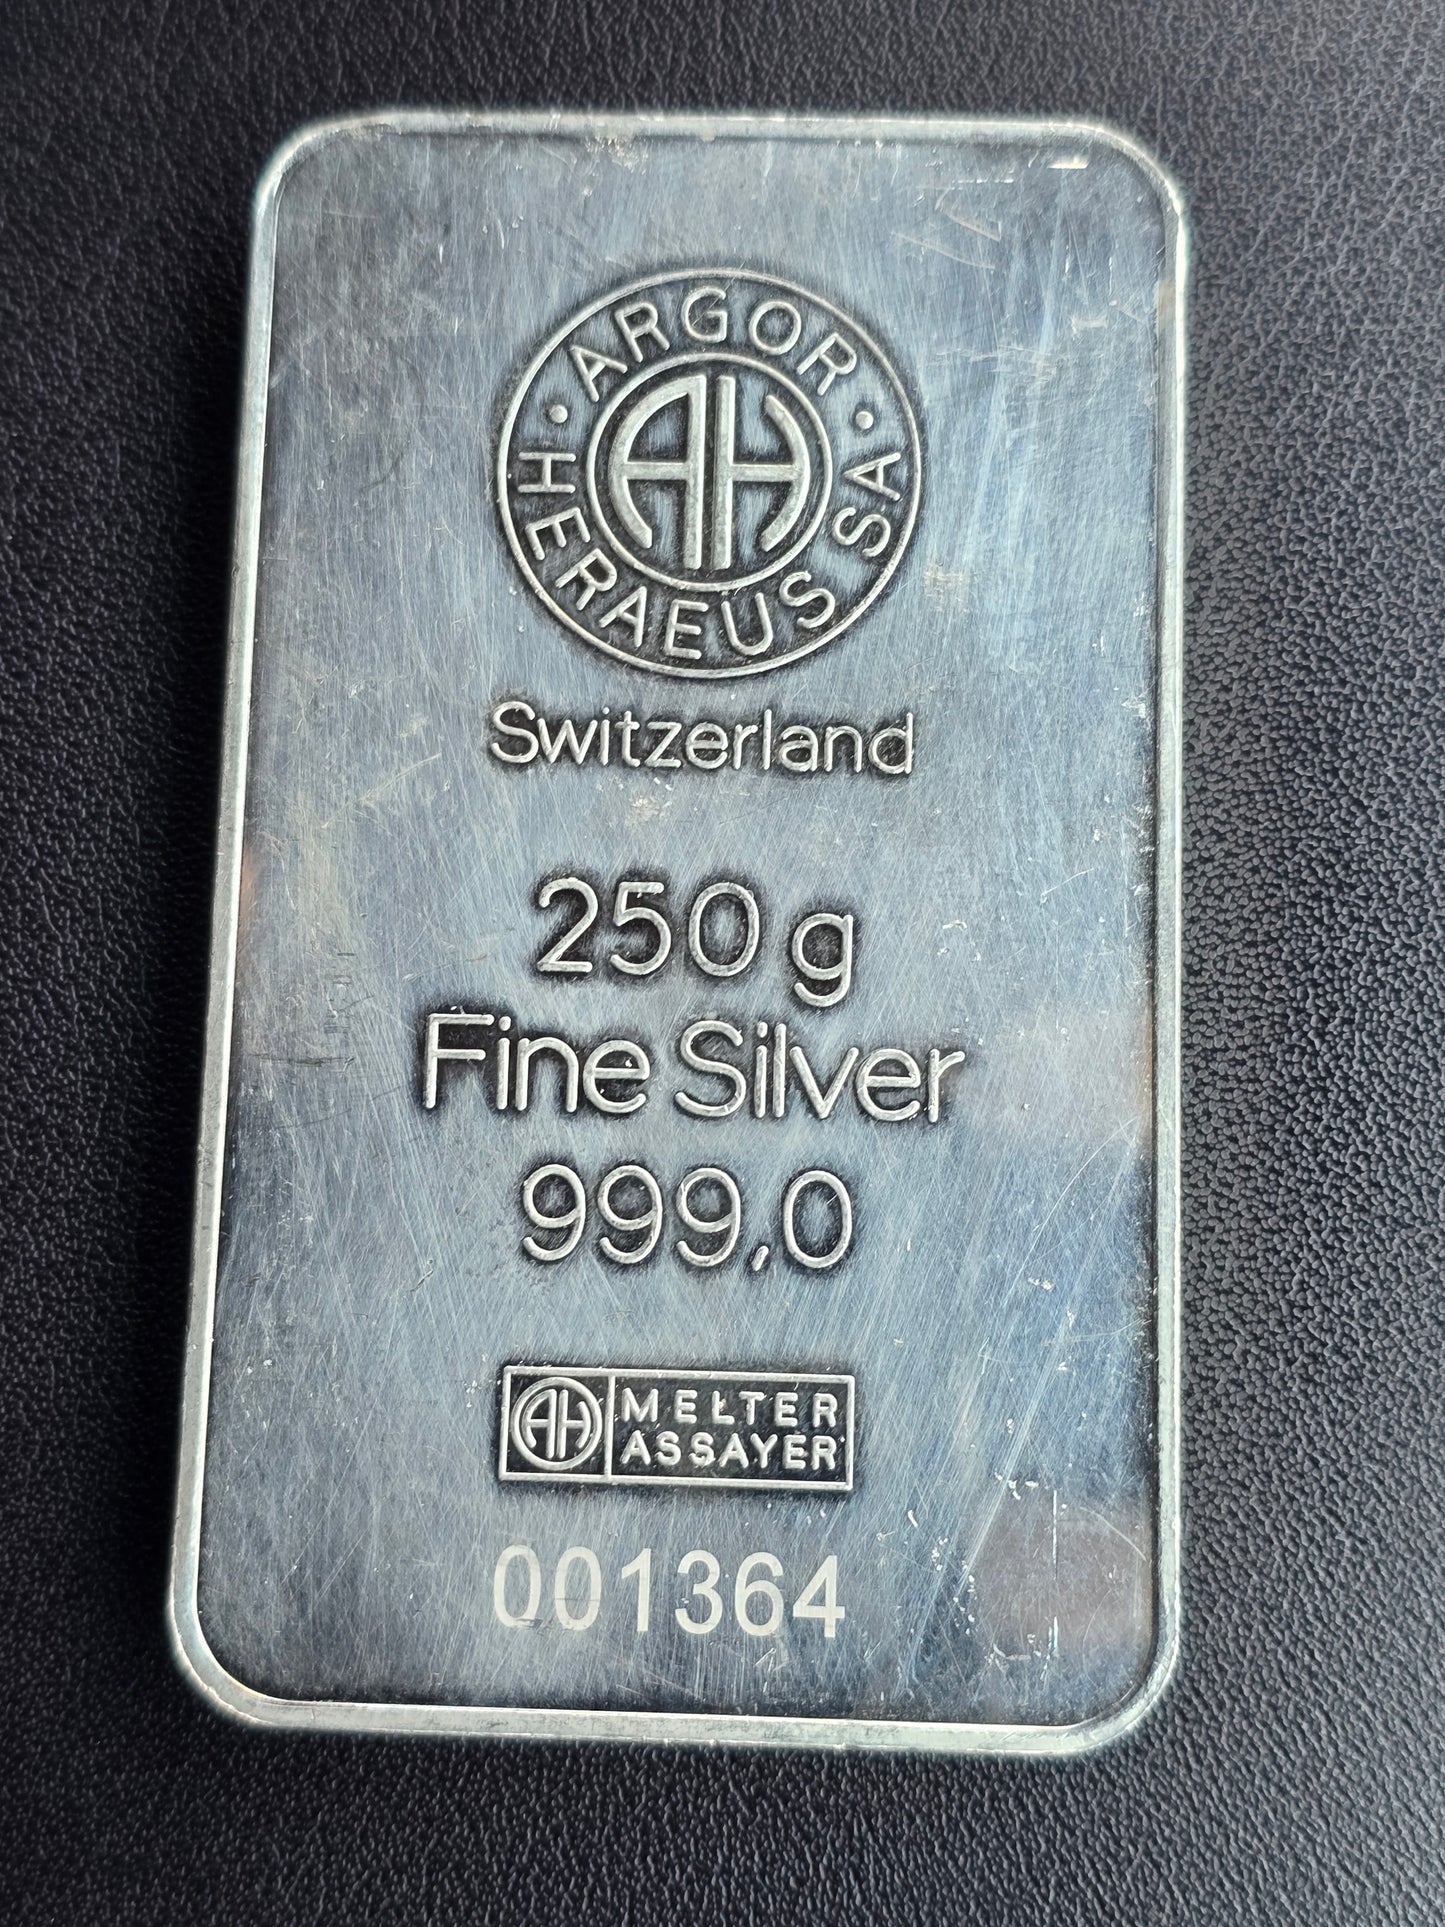 · ARGOR ·
HERAEUS SA
AH
Switzerland
250 g
Fine Silver
999,0
AH
MELTER
ASSAYER
001364